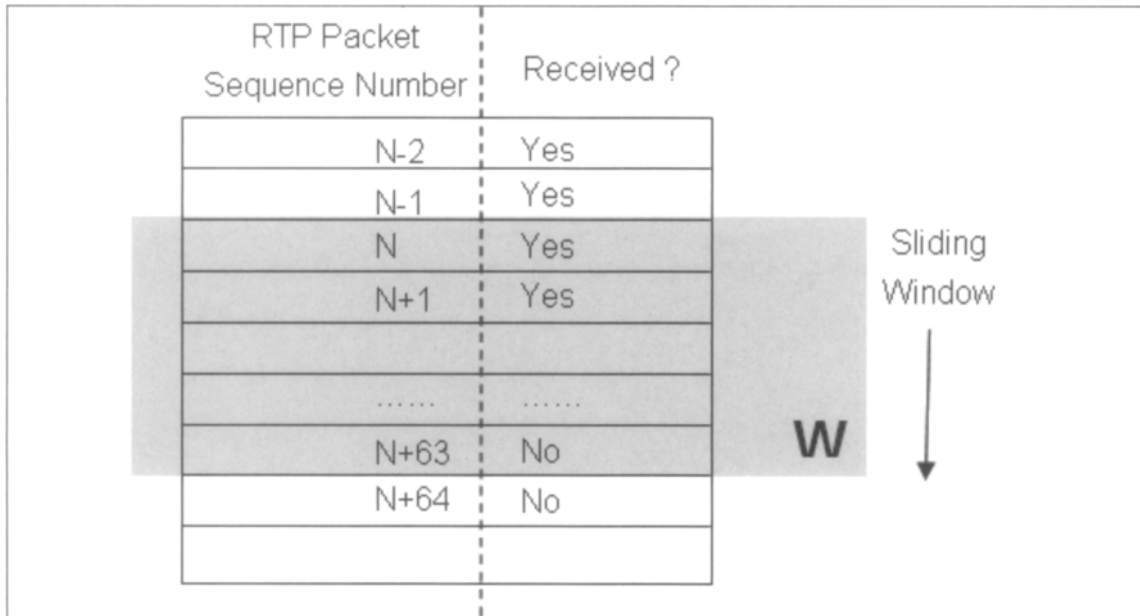 RTP Packet
Sequence Number
Received ?
N-2 Yes
N-1 Yes
N Yes
N+1 Yes
...... ......
N+63 No
N+64 No
Sliding
Window
W